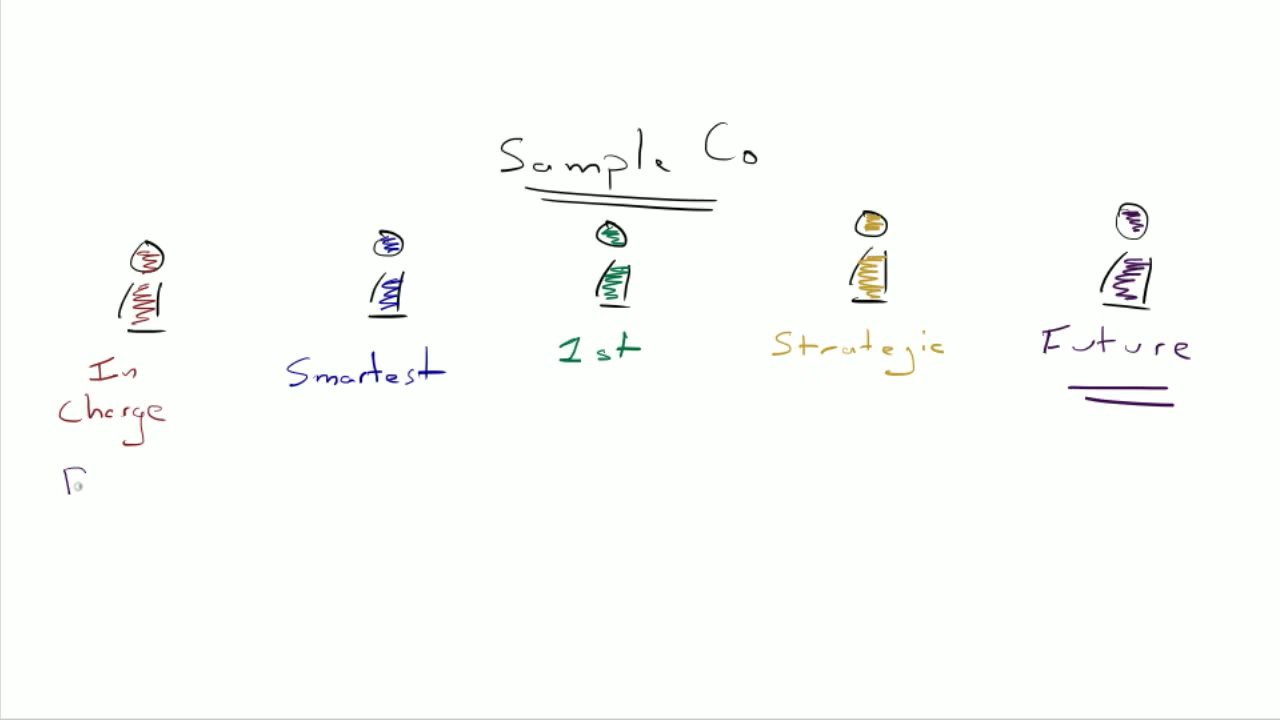 Sample Co
In
Charge
Smartest
1st
Strategic
Future